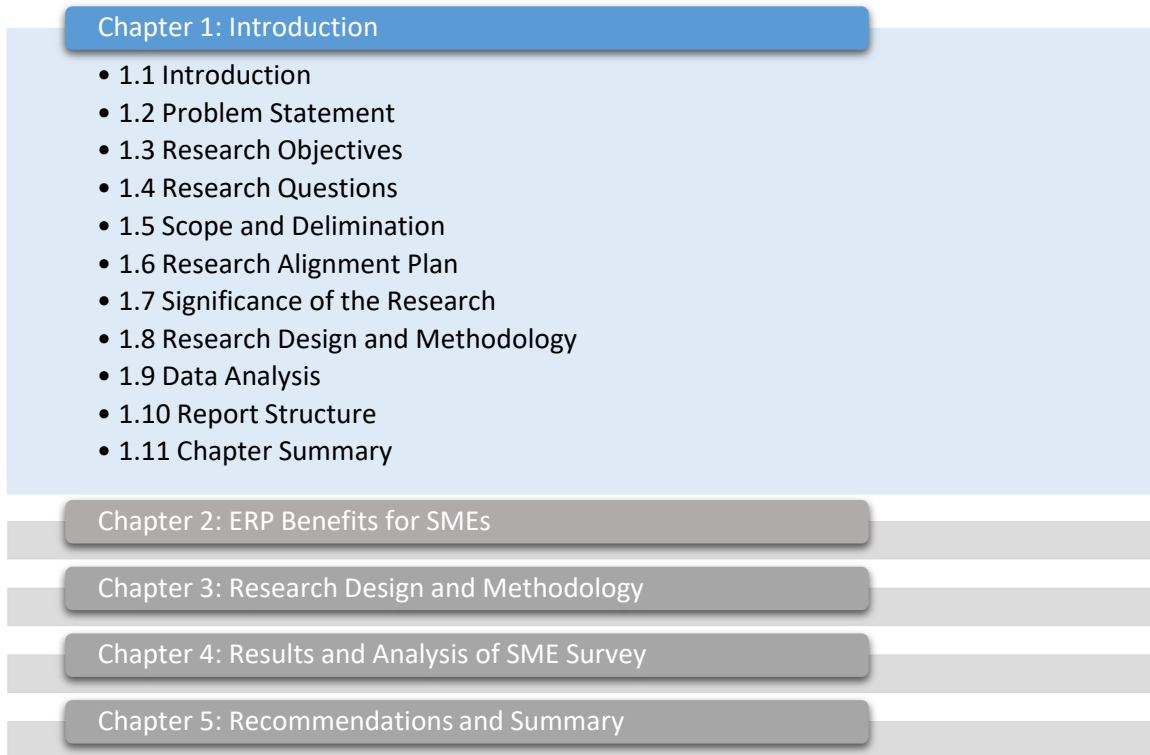 Chapter 1: Introduction
• 1.1 Introduction
• 1.2 Problem Statement
• 1.3 Research Objectives
• 1.4 Research Questions
• 1.5 Scope and Delimination
• 1.6 Research Alignment Plan
• 1.7 Significance of the Research
• 1.8 Research Design and Methodology
• 1.9 Data Analysis
• 1.10 Report Structure
• 1.11 Chapter Summary
Chapter 2: ERP Benefits for SMEs
Chapter 3: Research Design and Methodology
Chapter 4: Results and Analysis of SME Survey
Chapter 5: Recommendations and Summary